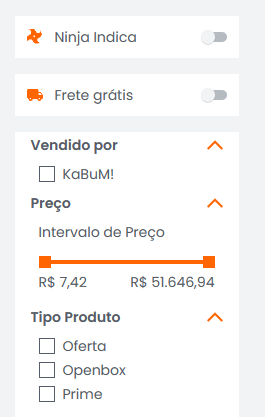 Ninja Indica
Frete grátis
Vendido por
KaBuM!
Preço
Intervalo de Preço
R$ 7,42 R$ 51.646,94
Tipo Produto
Oferta
Openbox
Prime